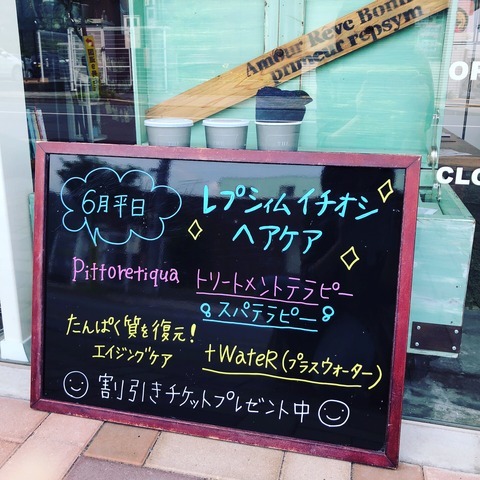 Amour Reve Bonh
primeur repsym
OP
CLO
6月平日
レプシィム イチオシ
ヘアケア
Pittoretiqua トリートメントテラピー
スパテラピー
たんぱく質を復元!
エイジングケア
+WateR(プラスウォーター)
割引きチケットプレゼント中